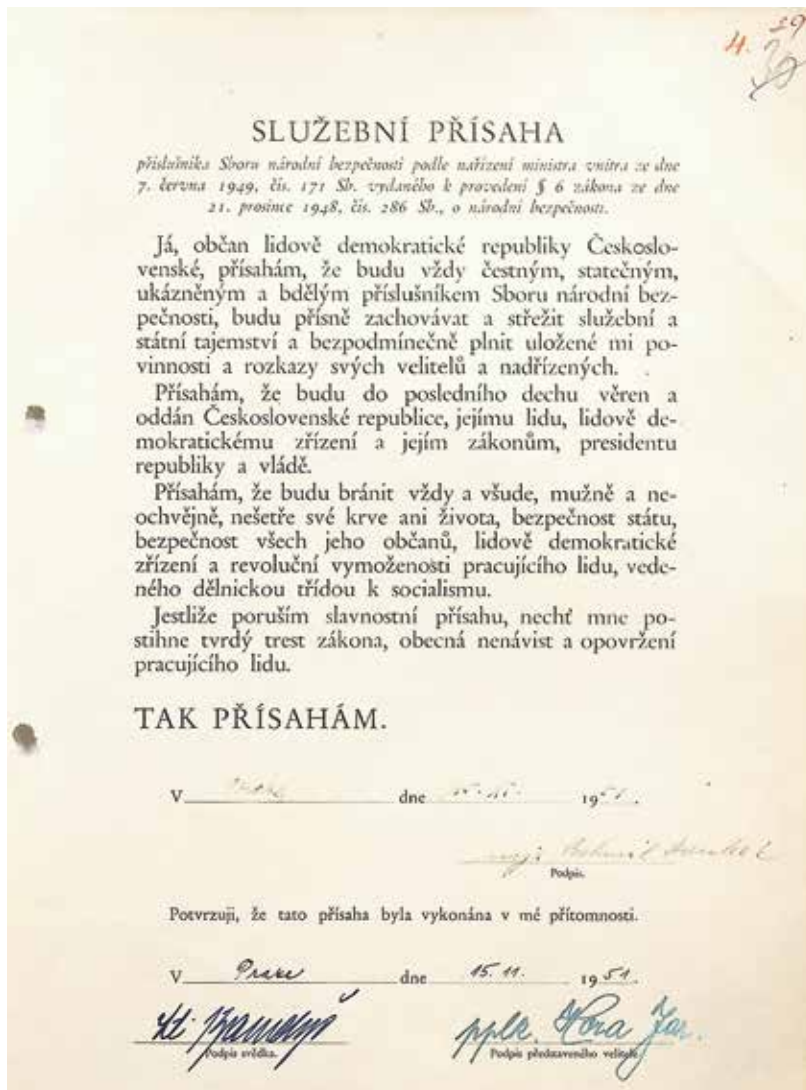 4. 29
SLUŽEBNÍ PŘÍSAHA
příslušníka Sboru národní bezpečnosti podle nařízení ministra vnitra ze dne
7. června 1949, čís. 171 Sb. vydaného k provedení § 6 zákona ze dne
21. prosince 1948, čís. 286 Sb., o národní bezpečnosti.
Já, občan lidově demokratické republiky Českoslo-
venské, přísahám, že budu vždy čestným, statečným,
ukázněným a bdělým příslušníkem Sboru národní bez-
pečnosti, budu přísně zachovávat a střežit služební a
státní tajemství a bezpodmínečně plnit uložené mi po-
vinnosti a rozkazy svých velitelů a nadřízených.
Přísahám, že budu do posledního dechu věren a
oddán Československé republice, jejímu lidu, lidově de-
mokratickému zřízení a jejím zákonům, presidentu
republiky a vládě.
Přísahám, že budu bránit vždy a všude, mužně a ne-
ochvějně, nešetře své krve ani života, bezpečnost státu,
bezpečnost všech jeho občanů, lidově demokratické
zřízení a revoluční vymoženosti pracujícího lidu, vede-
ného dělnickou třídou k socialismu.
Jestliže poruším slavnostní přísahu, nechť mne po-
stihne tvrdý trest zákona, obecná nenávist a opovržení
pracujícího lidu.
TAK PŘÍSAHÁM.
V dne 19
Podpis.
Potvrzuji, že tato přísaha byla vykonána v mé přítomnosti.
V Praze dne 15. 11. 1951.
pplk. Hora Jar.
Podpis svědka. Podpis představeného velitele.